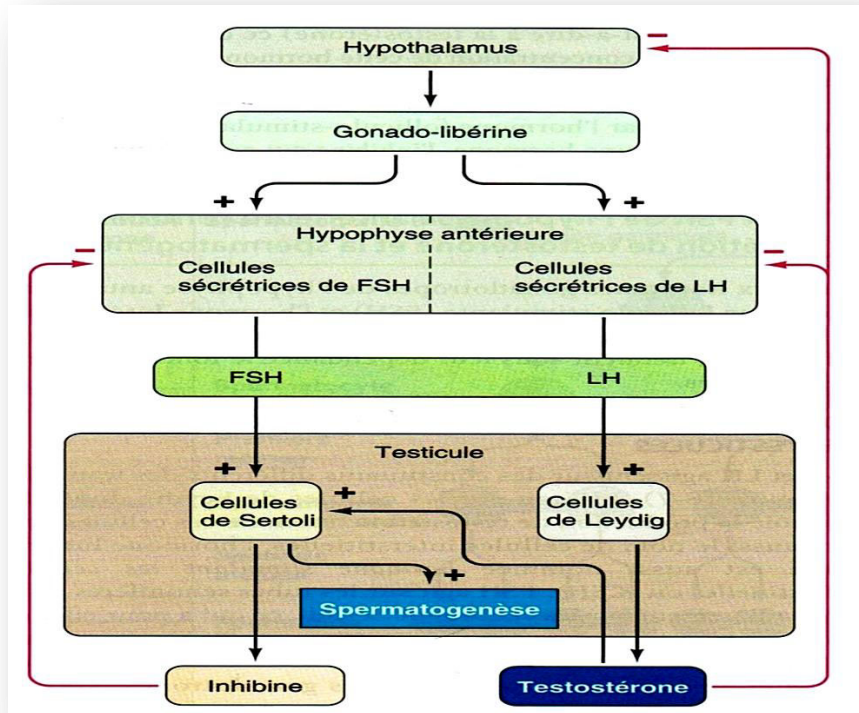 Hypothalamus
Gonado-libérine
+ +
Hypophyse antérieure
− −
−
Cellules
sécrétrices de FSH
Cellules
sécrétrices de LH
FSH LH
Testicule
+ +
Cellules
de Sertoli
+
Cellules
de Leydig
+
Spermatogenèse
Inhibine
Testostérone